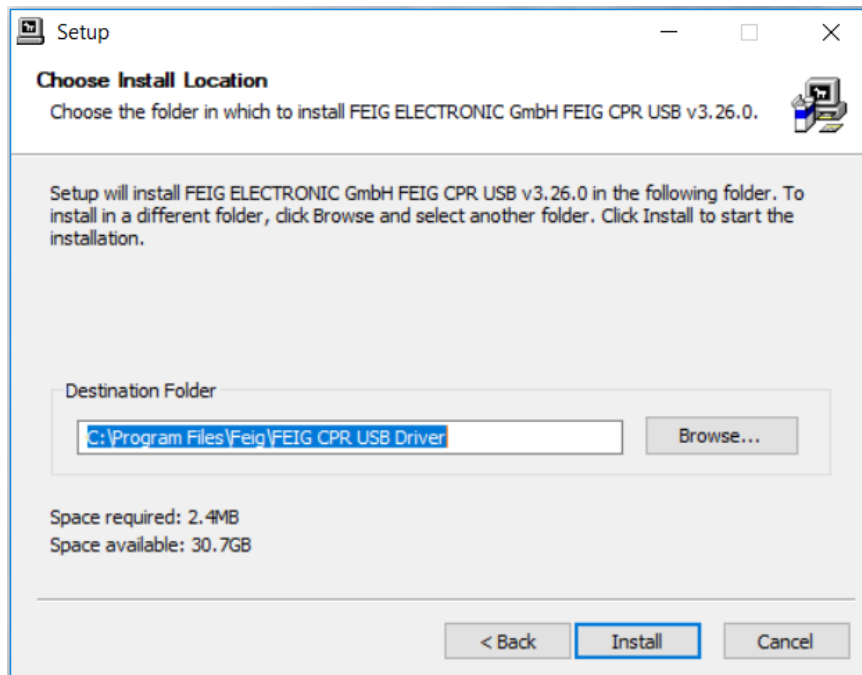 Setup
Choose Install Location
Choose the folder in which to install FEIG ELECTRONIC GmbH FEIG CPR USB v3.26.0.
Setup will install FEIG ELECTRONIC GmbH FEIG CPR USB v3.26.0 in the following folder. To
install in a different folder, click Browse and select another folder. Click Install to start the
installation.
Destination Folder
C:\Program Files\Feig\FEIG CPR USB Driver
Browse...
Space required: 2.4MB
Space available: 30.7GB
< Back
Install
Cancel